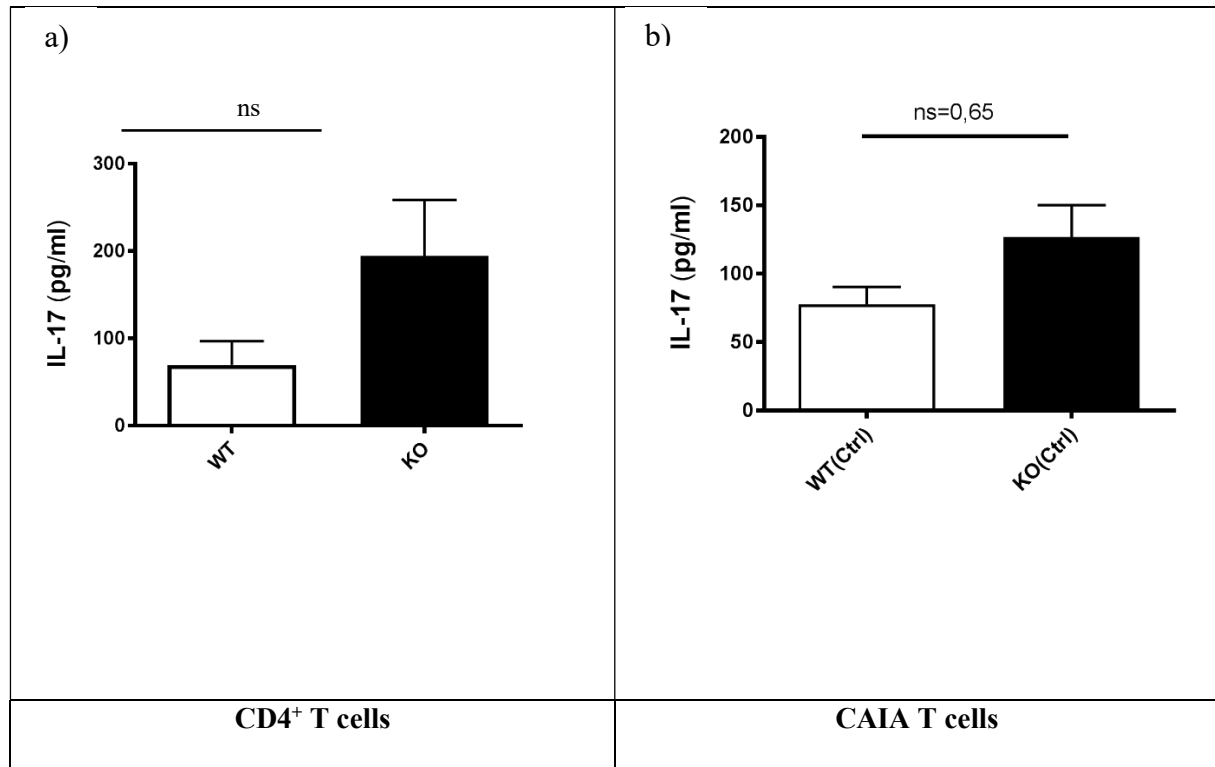 a)
ns
300
200
100
0
IL-17 (pg/ml)
WT
KO
CD4⁺ T cells
b)
ns=0,65
200
150
100
50
0
IL-17 (pg/ml)
WT(Ctrl)
KO(Ctrl)
CAIA T cells